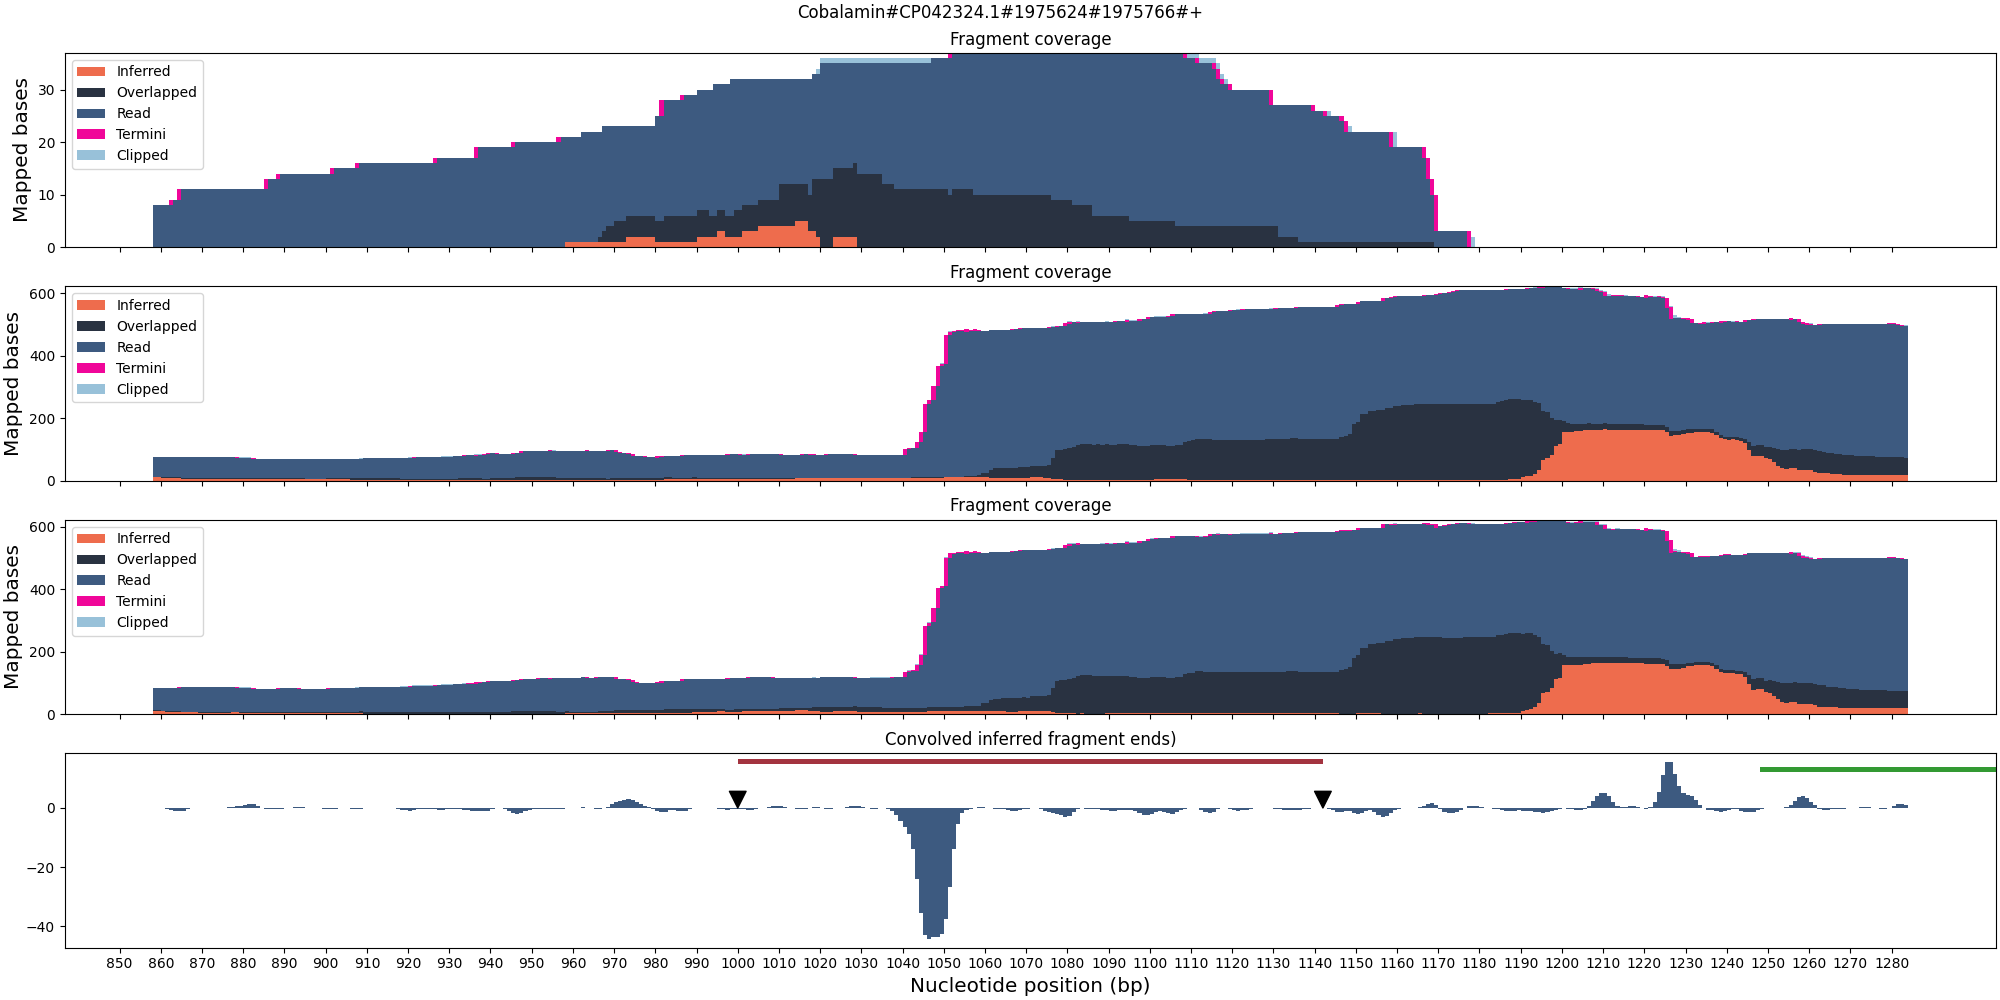 Cobalamin#CP042324.1#1975624#1975766#+
Fragment coverage
Mapped bases
30
20
10
0
Inferred
Overlapped
Read
Termini
Clipped
Fragment coverage
Mapped bases
600
400
200
0
Inferred
Overlapped
Read
Termini
Clipped
Fragment coverage
Mapped bases
600
400
200
0
Inferred
Overlapped
Read
Termini
Clipped
Convolved inferred fragment ends)
0
−20
−40
850 860 870 880 890 900 910 920 930 940 950 960 970 980 990 1000 1010 1020 1030 1040 1050 1060 1070 1080 1090 1100 1110 1120 1130 1140 1150 1160 1170 1180 1190 1200 1210 1220 1230 1240 1250 1260 1270 1280
Nucleotide position (bp)